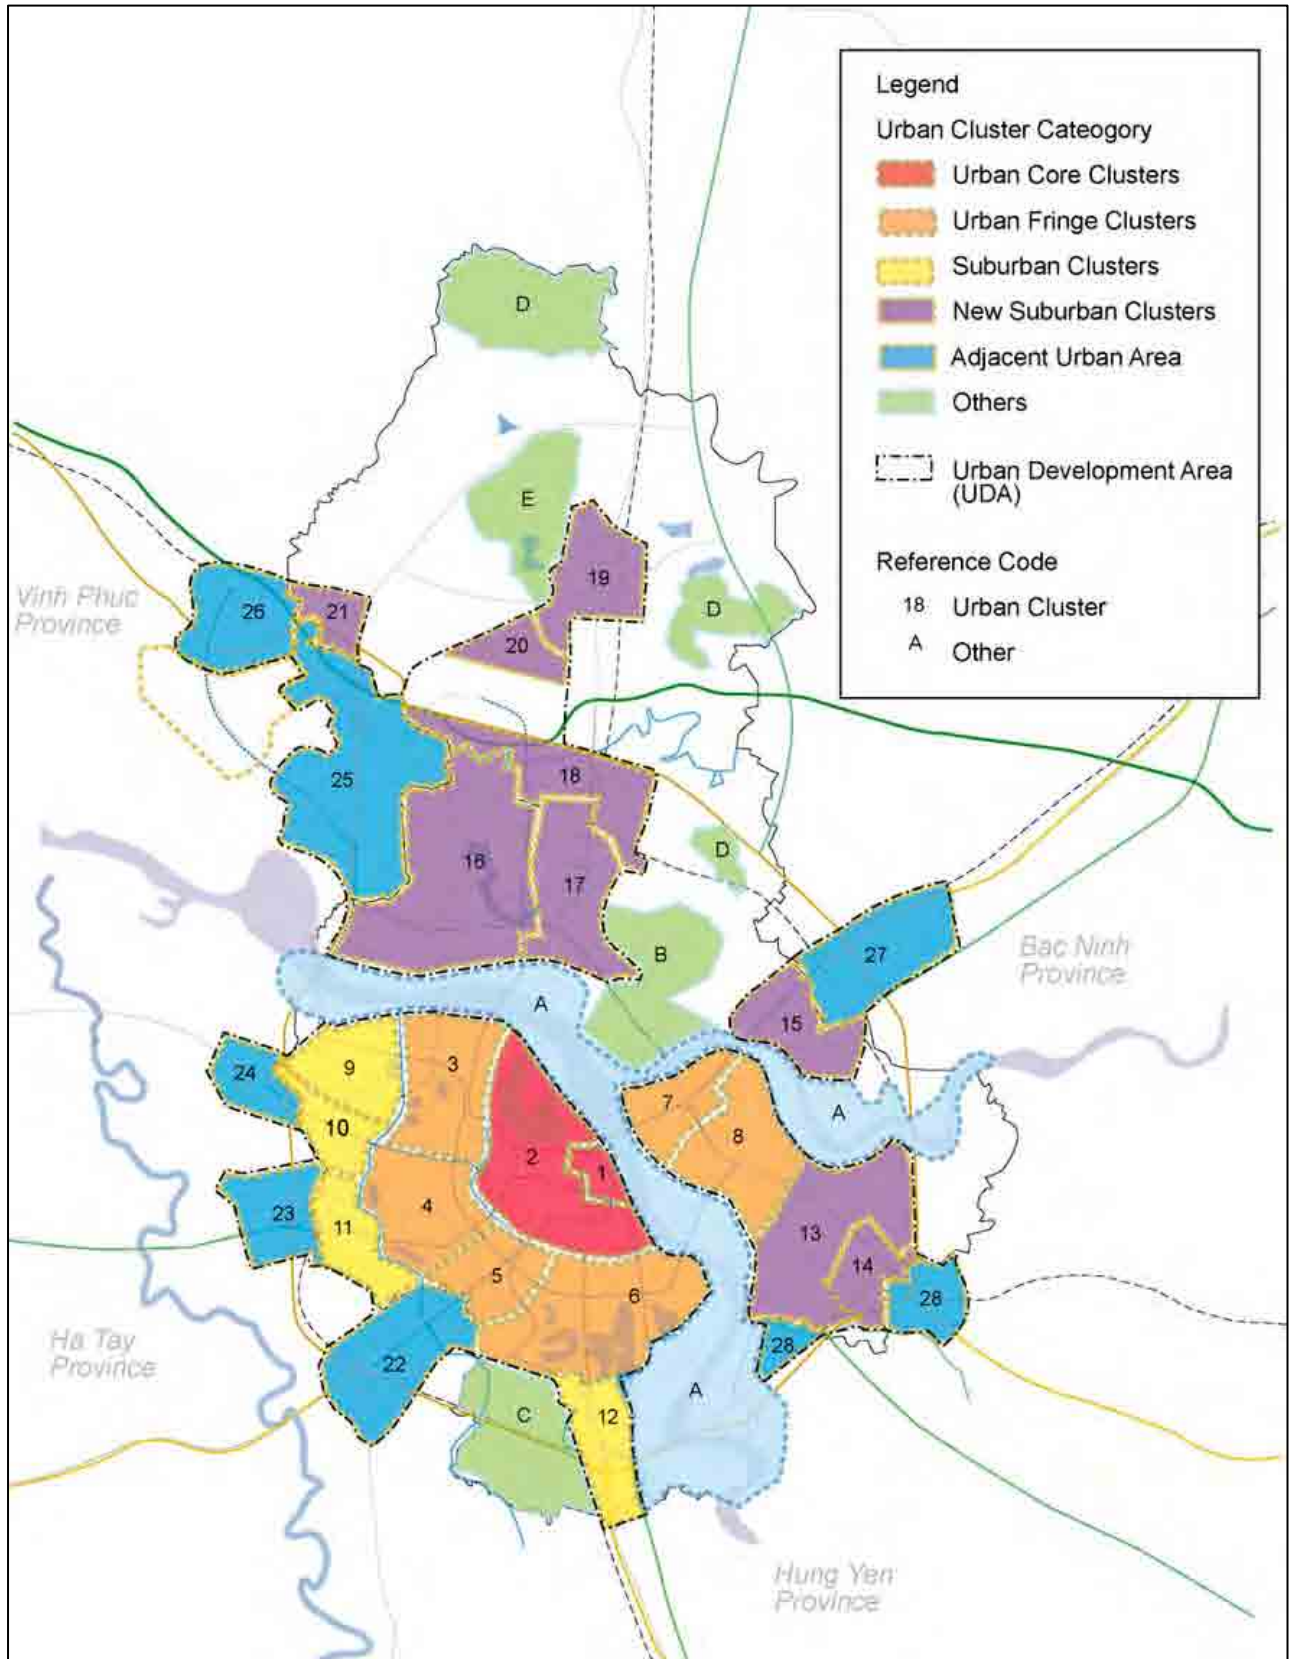 Legend
Urban Cluster Cateogory
Urban Core Clusters
Urban Fringe Clusters
Suburban Clusters
New Suburban Clusters
Adjacent Urban Area
Others
Urban Development Area
(UDA)
Reference Code
18 Urban Cluster
A Other
D
E
19
Vinh Phuc
Province
26
21
D
20
25
18
D
16
17
B
27
Bac Ninh
Province
A
15
24
9
3
7
A
10
8
2
1
23
11
4
13
5
14
6
28
Ha Tay
Province
22
28
A
C
12
Hung Yen
Province